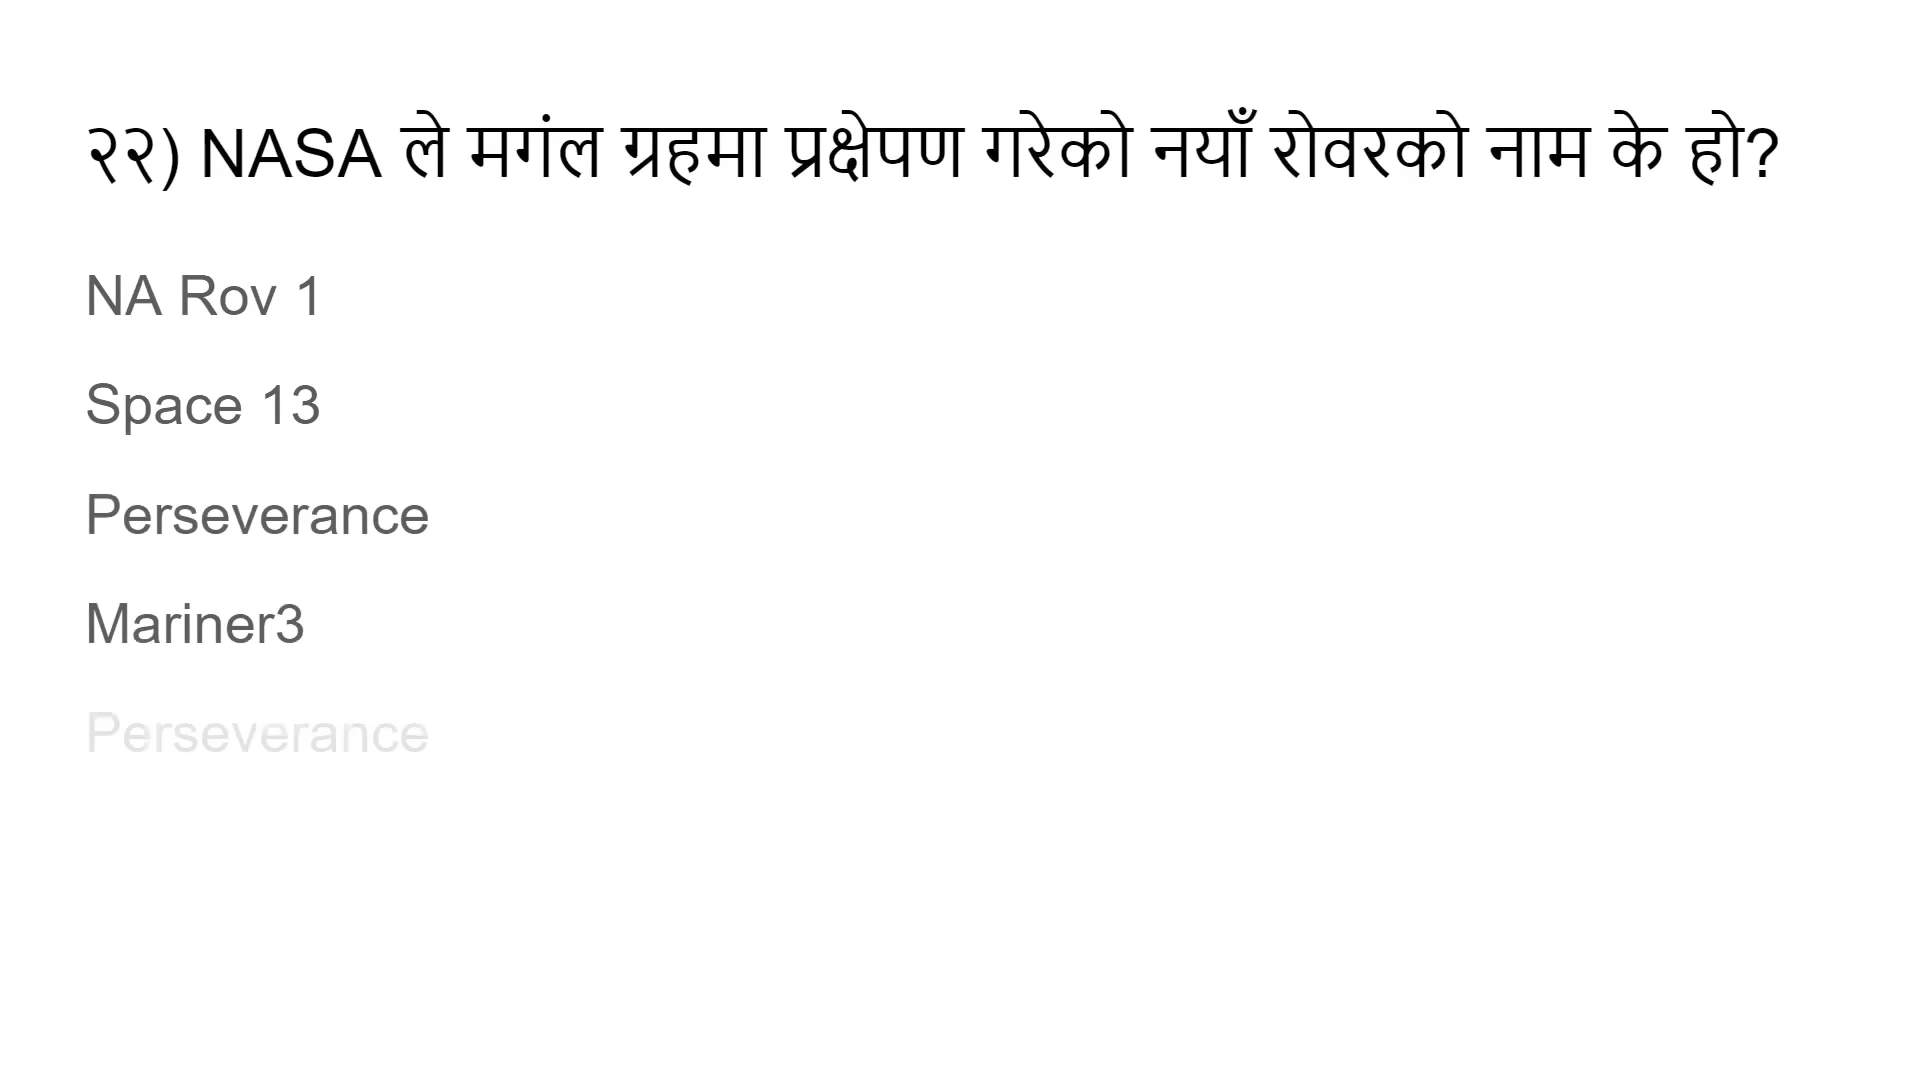 २२) NASA ले मगंल ग्रहमा प्रक्षेपण गरेको नयाँ रोवरको नाम के हो?
NA Rov 1
Space 13
Perseverance
Mariner3
Perseverance